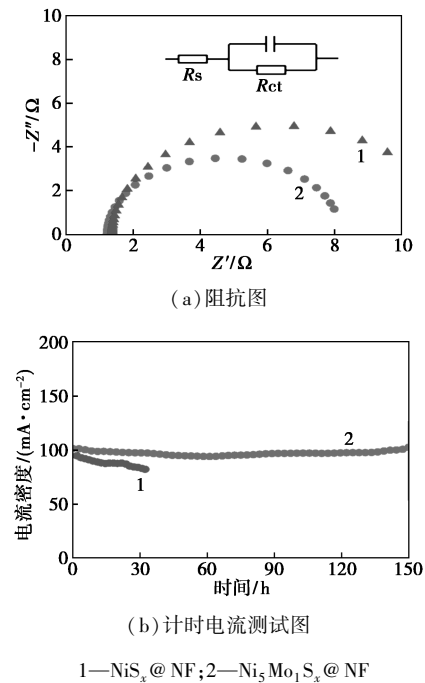 10
8
6
4
2
0
−Z″/Ω
Rs
Rct
1
2
0 2 4 6 8 10
Z′/Ω
(a)阻抗图
200
150
100
50
0
电流密度/(mA·cm⁻²)
2
1
0 30 60 90 120 150
时间/h
(b)计时电流测试图
1—NiSₓ@NF;2—Ni₅Mo₁Sₓ@NF